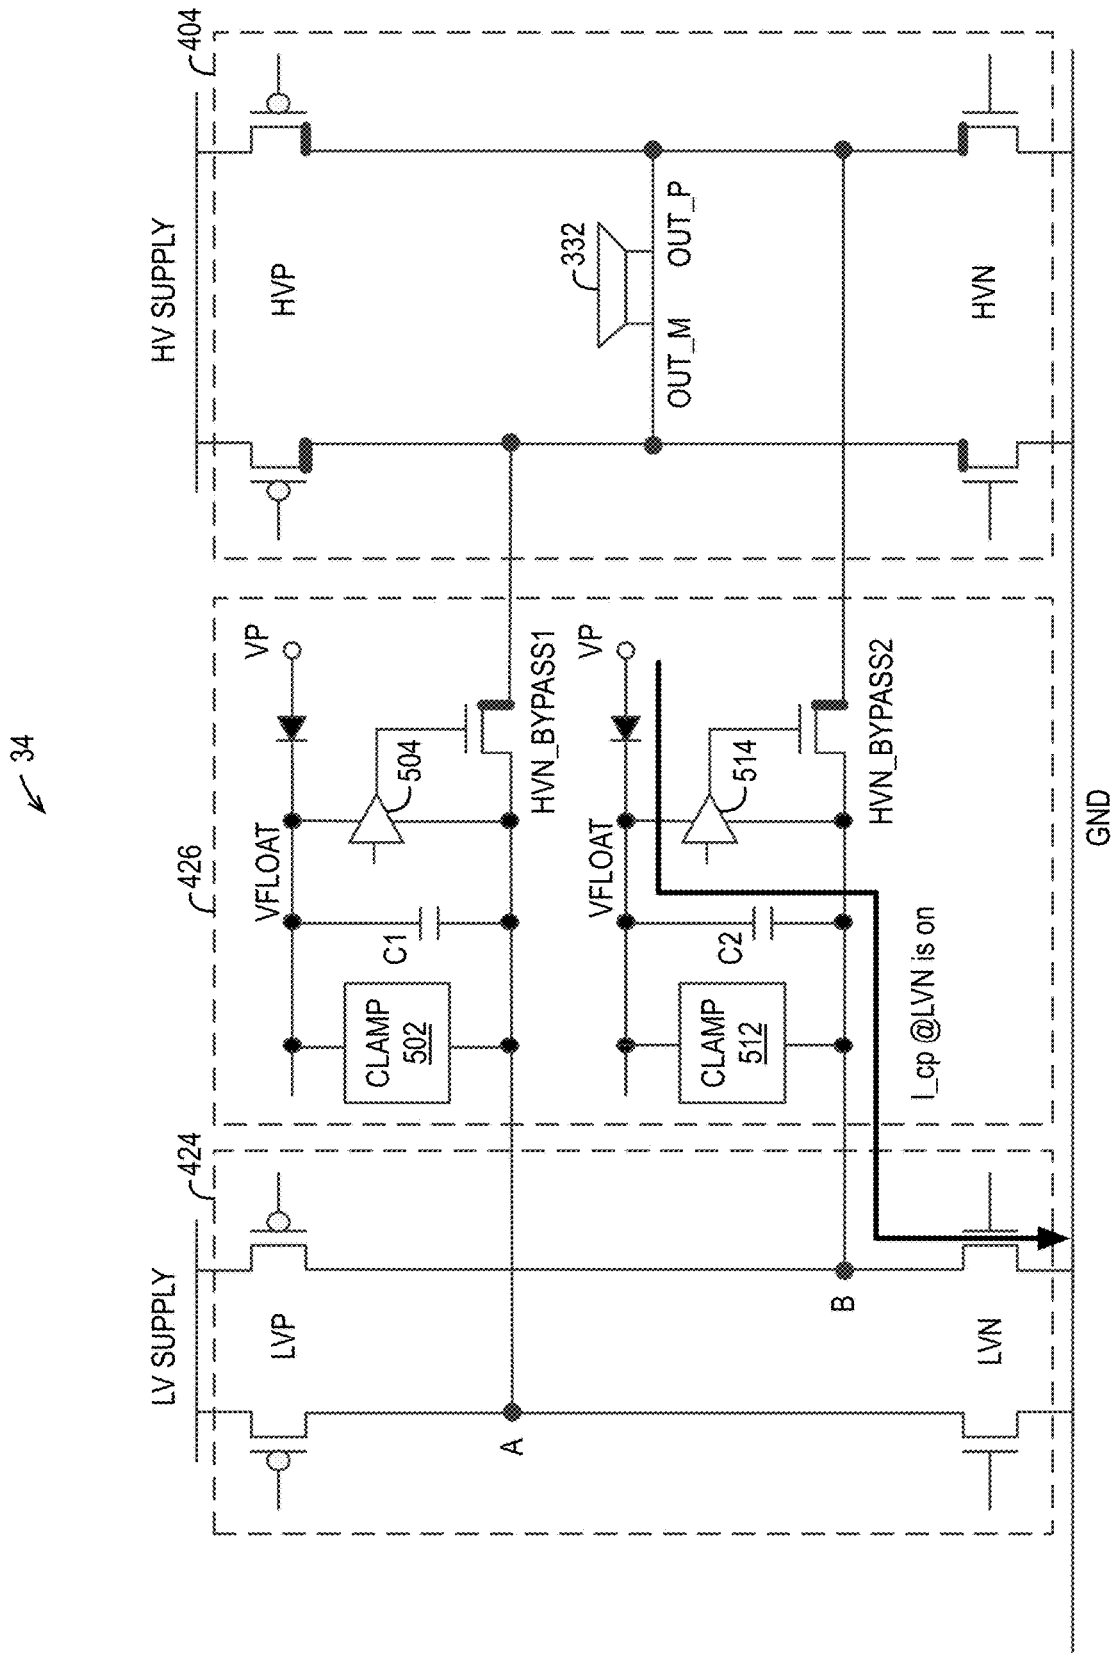 34
LV SUPPLY
HV SUPPLY
424
426
404
LVP
VFLOAT
VP
HVP
CLAMP
502
C1
504
A
HVN_BYPASS1
332
OUT_M
OUT_P
VFLOAT
VP
CLAMP
512
C2
514
B
HVN_BYPASS2
I_cp @LVN is on
LVN
HVN
GND